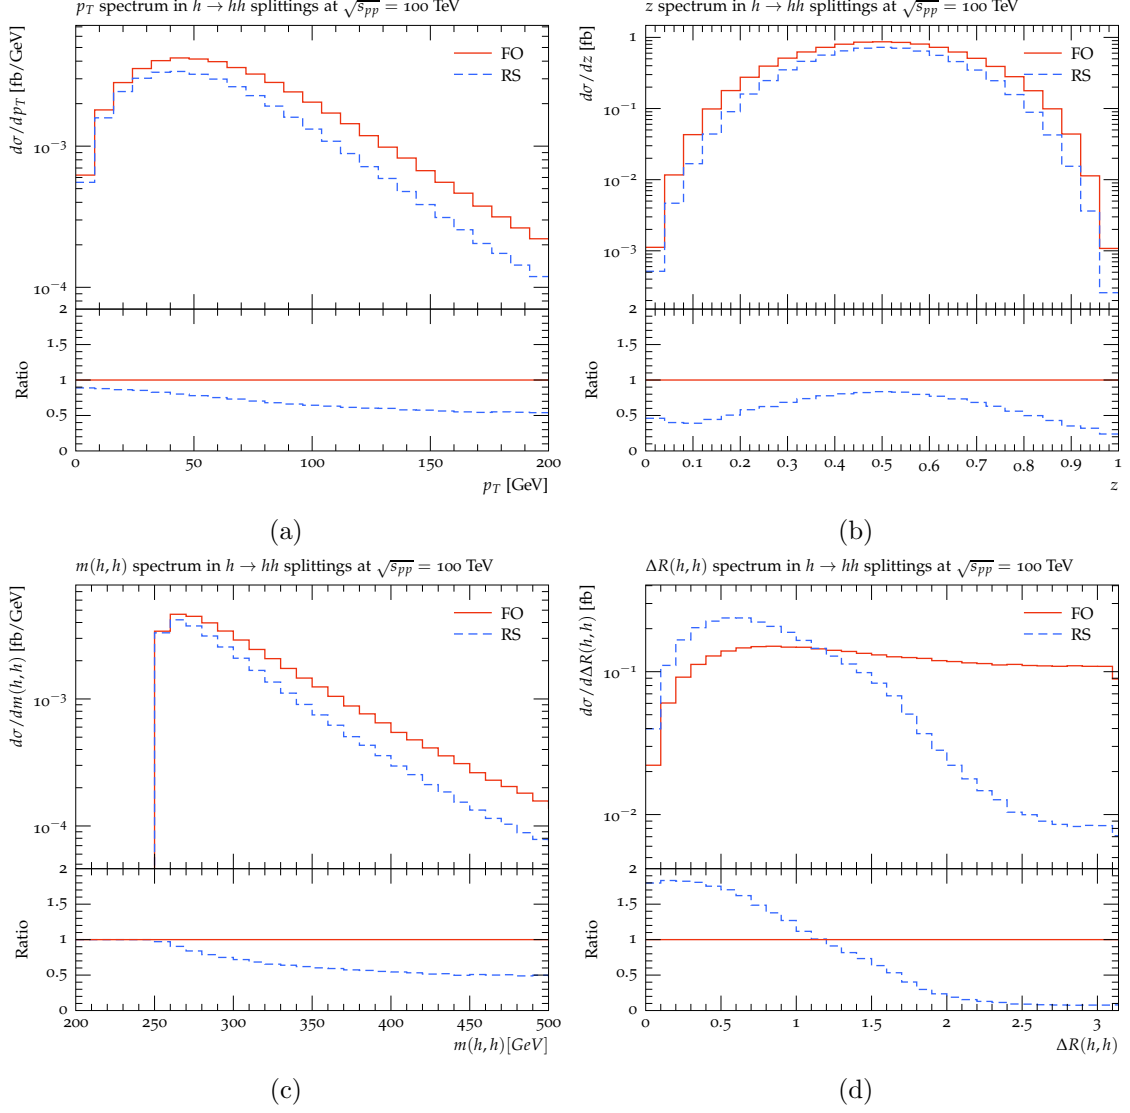 p_T spectrum in h → hh splittings at √s_pp = 100 TeV
dσ/dp_T [fb/GeV]
FO
RS
10^−3
10^−4
Ratio
2
1.5
1
0.5
0
0 50 100 150 200
p_T [GeV]
(a)
z spectrum in h → hh splittings at √s_pp = 100 TeV
dσ/dz [fb]
FO
RS
1
10^−1
10^−2
10^−3
Ratio
2
1.5
1
0.5
0
0 0.1 0.2 0.3 0.4 0.5 0.6 0.7 0.8 0.9 1
z
(b)
m(h, h) spectrum in h → hh splittings at √s_pp = 100 TeV
dσ/dm(h, h) [fb/GeV]
FO
RS
10^−3
10^−4
Ratio
2
1.5
1
0.5
0
200 250 300 350 400 450 500
m(h, h)[GeV]
(c)
ΔR(h, h) spectrum in h → hh splittings at √s_pp = 100 TeV
dσ/dΔR(h, h) [fb]
FO
RS
10^−1
10^−2
Ratio
2
1.5
1
0.5
0
0 0.5 1 1.5 2 2.5 3
ΔR(h, h)
(d)